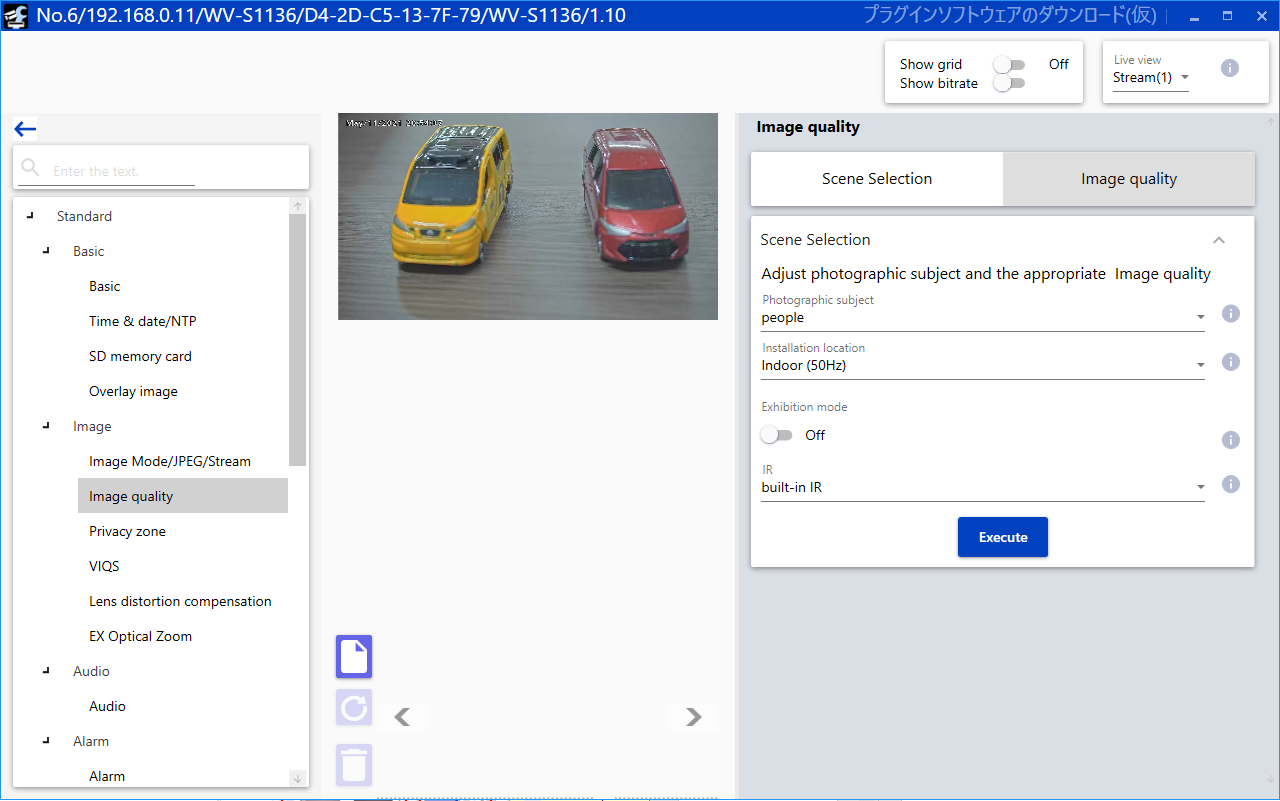 No.6/192.168.0.11/WV-S1136/D4-2D-C5-13-7F-79/WV-S1136/1.10
プラグインソフトウェアのダウンロード(仮)
Show grid
Off
Show bitrate
Live view
Stream(1)
Enter the text.
Standard
Basic
Basic
Time & date/NTP
SD memory card
Overlay image
Image
Image Mode/JPEG/Stream
Image quality
Privacy zone
VIQS
Lens distortion compensation
EX Optical Zoom
Audio
Audio
Alarm
Alarm
Image quality
Scene Selection
Image quality
Scene Selection
Adjust photographic subject and the appropriate Image quality
Photographic subject
people
Installation location
Indoor (50Hz)
Exhibition mode
Off
IR
built-in IR
Execute